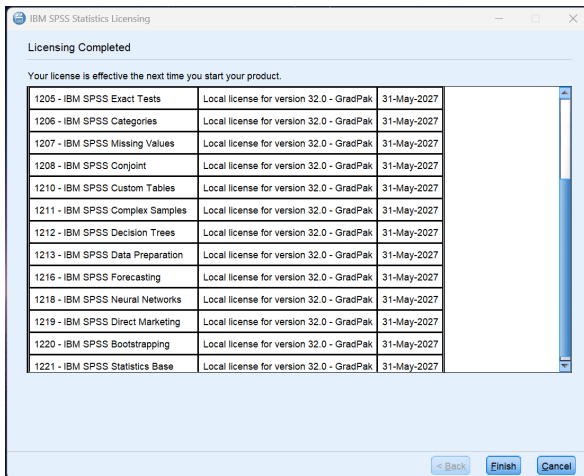 IBM SPSS Statistics Licensing
Licensing Completed
Your license is effective the next time you start your product.
1205 - IBM SPSS Exact Tests Local license for version 32.0 - GradPak 31-May-2027
1206 - IBM SPSS Categories Local license for version 32.0 - GradPak 31-May-2027
1207 - IBM SPSS Missing Values Local license for version 32.0 - GradPak 31-May-2027
1208 - IBM SPSS Conjoint Local license for version 32.0 - GradPak 31-May-2027
1210 - IBM SPSS Custom Tables Local license for version 32.0 - GradPak 31-May-2027
1211 - IBM SPSS Complex Samples Local license for version 32.0 - GradPak 31-May-2027
1212 - IBM SPSS Decision Trees Local license for version 32.0 - GradPak 31-May-2027
1213 - IBM SPSS Data Preparation Local license for version 32.0 - GradPak 31-May-2027
1216 - IBM SPSS Forecasting Local license for version 32.0 - GradPak 31-May-2027
1218 - IBM SPSS Neural Networks Local license for version 32.0 - GradPak 31-May-2027
1219 - IBM SPSS Direct Marketing Local license for version 32.0 - GradPak 31-May-2027
1220 - IBM SPSS Bootstrapping Local license for version 32.0 - GradPak 31-May-2027
1221 - IBM SPSS Statistics Base Local license for version 32.0 - GradPak 31-May-2027
< Back Finish Cancel